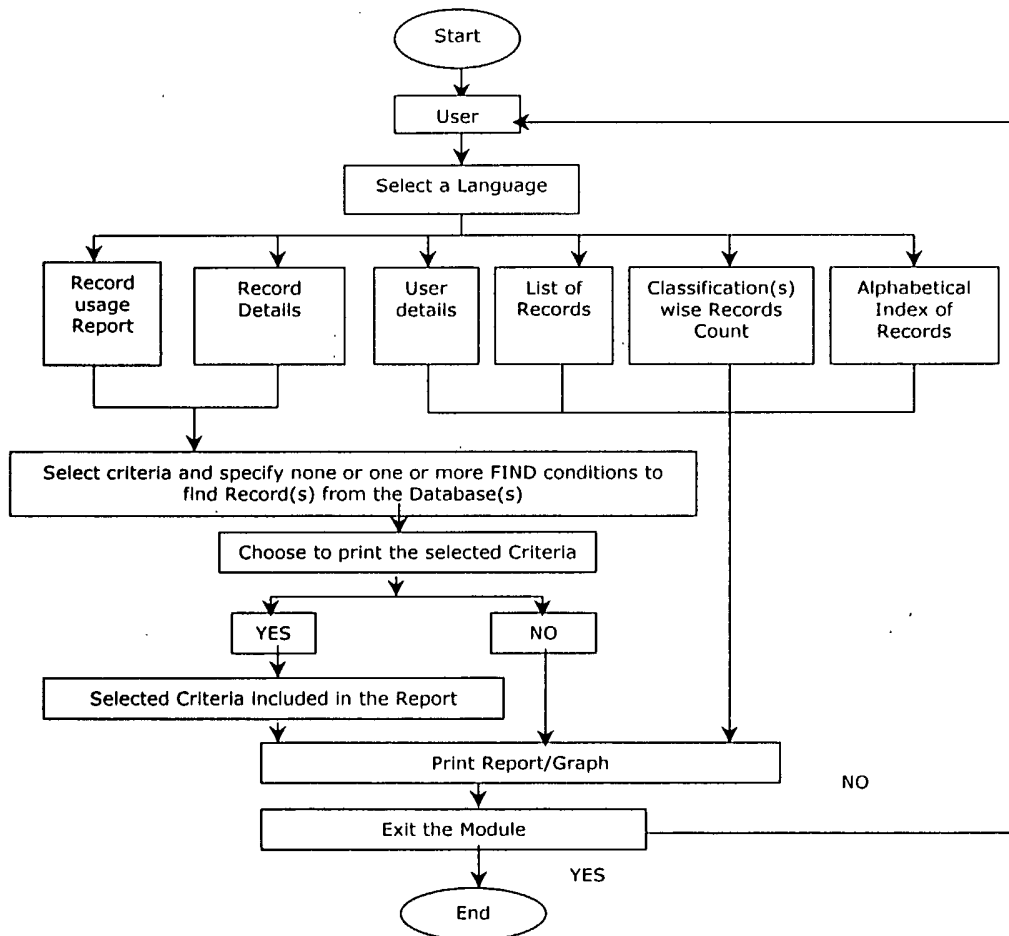 Start
User
Select a Language
Record
usage
Report
Record
Details
User
details
List of
Records
Classification(s)
wise Records
Count
Alphabetical
Index of
Records
Select criteria and specify none or one or more FIND conditions to
find Record(s) from the Database(s)
Choose to print the selected Criteria
YES
NO
Selected Criteria included in the Report
Print Report/Graph
NO
Exit the Module
YES
End